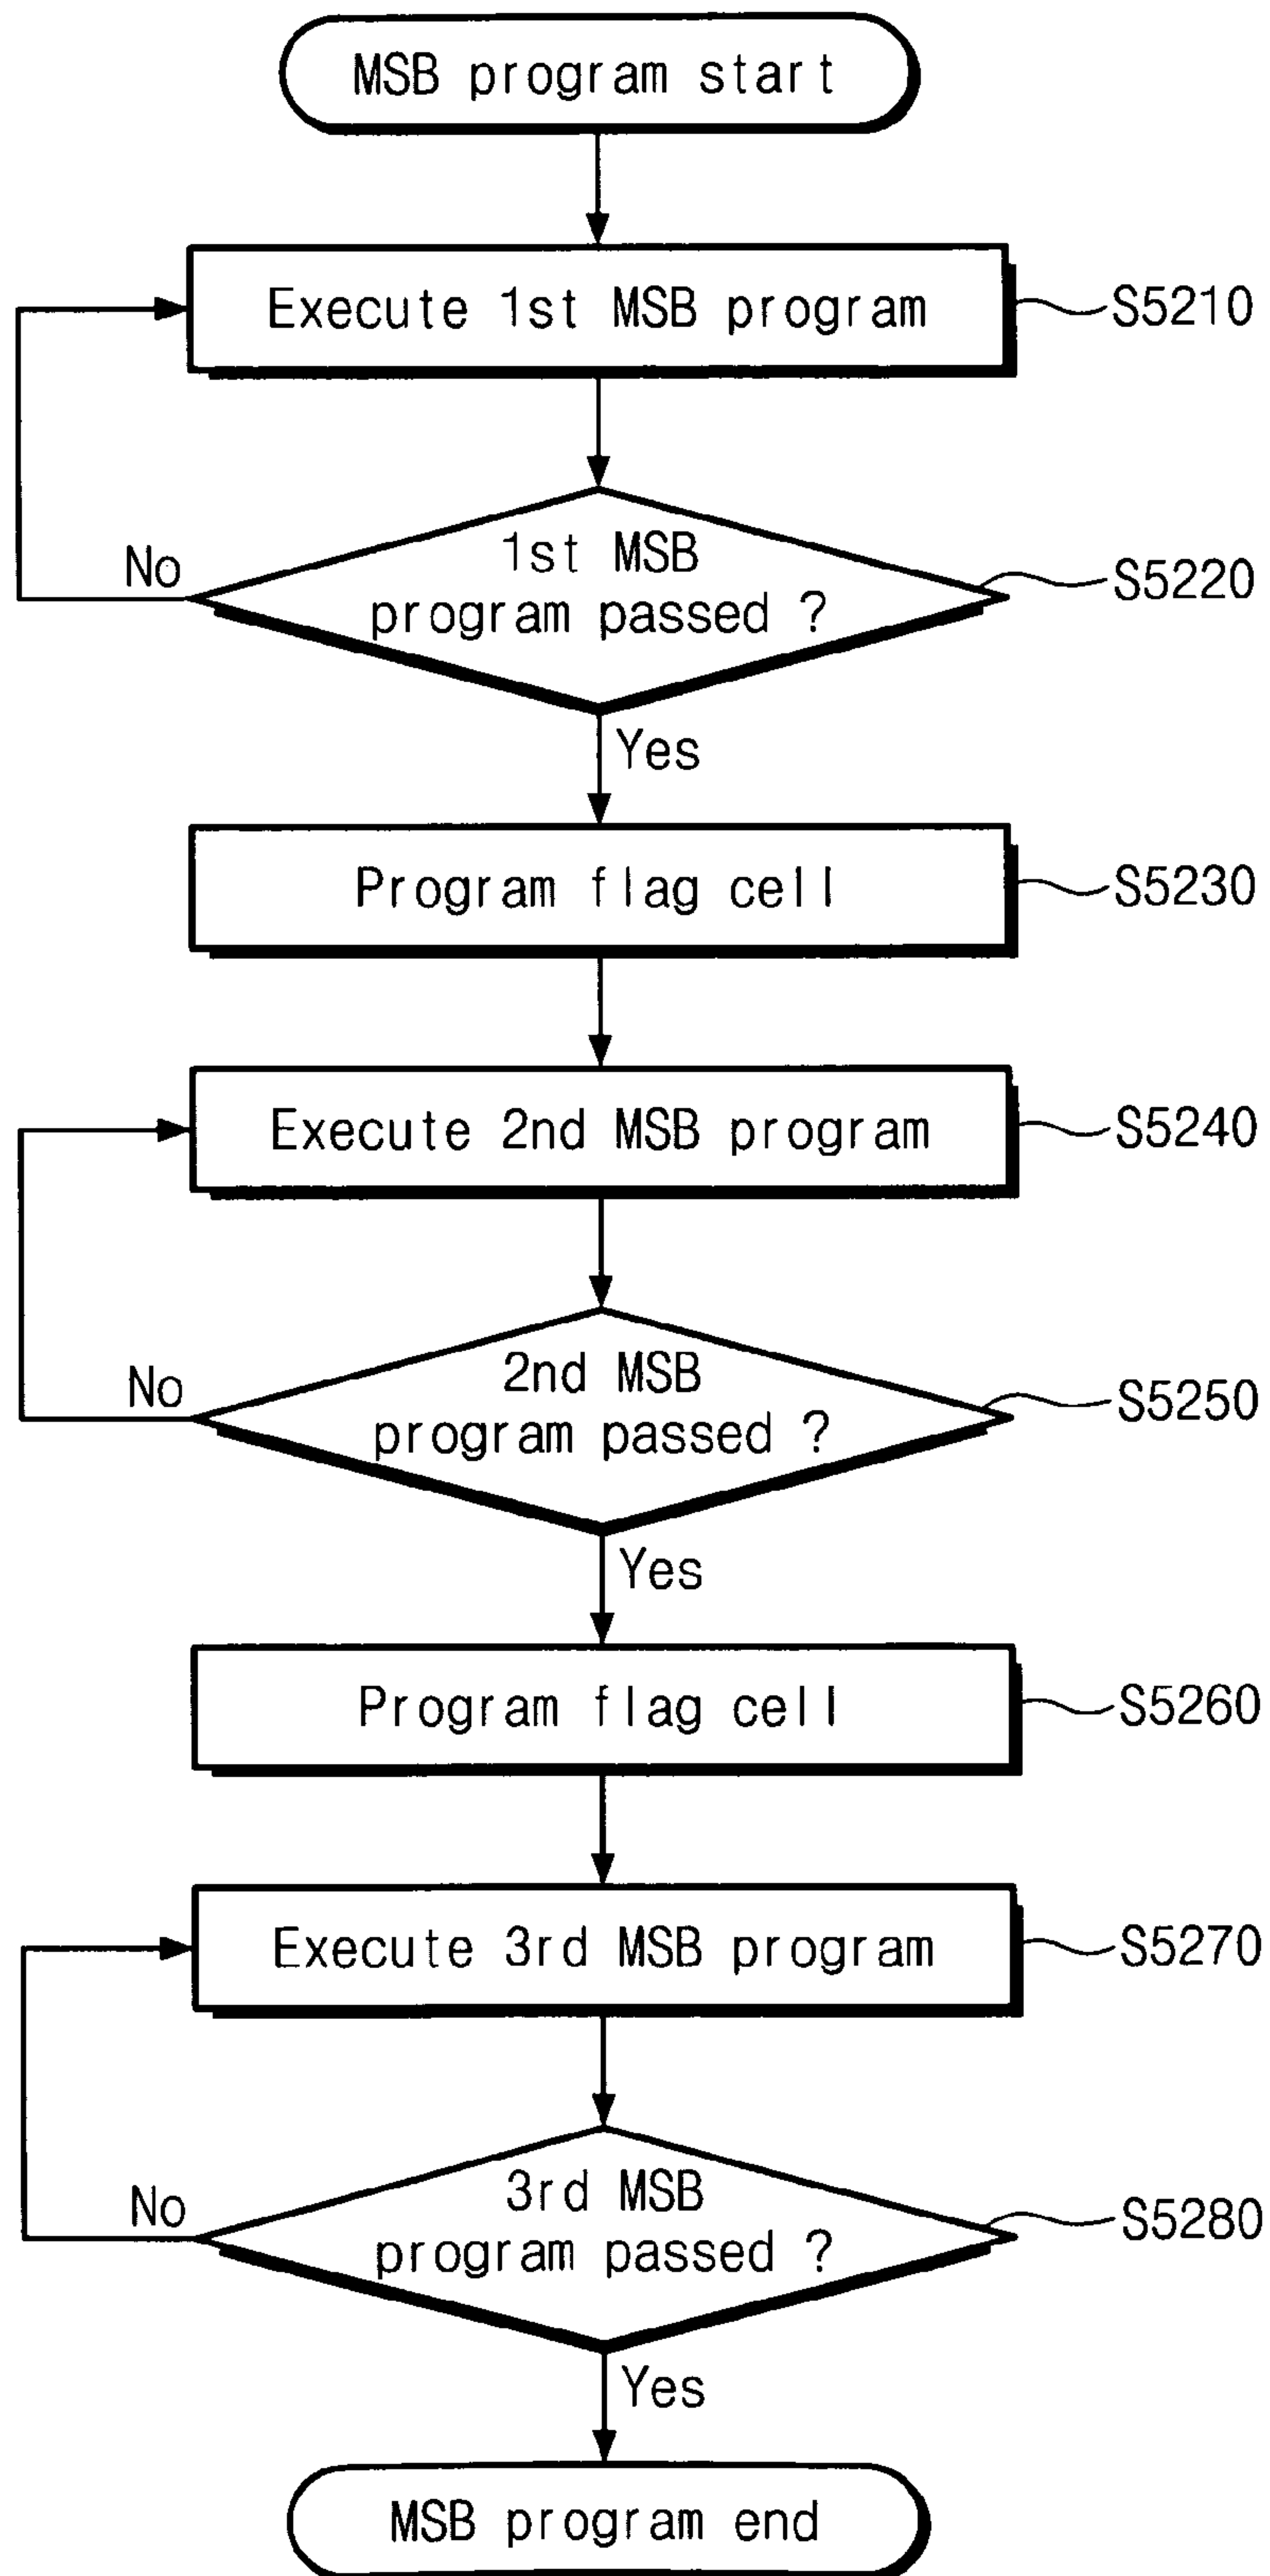 MSB program start
Execute 1st MSB program
S5210
1st MSB
program passed ?
S5220
No
Yes
Program flag cell
S5230
Execute 2nd MSB program
S5240
2nd MSB
program passed ?
S5250
No
Yes
Program flag cell
S5260
Execute 3rd MSB program
S5270
3rd MSB
program passed ?
S5280
No
Yes
MSB program end